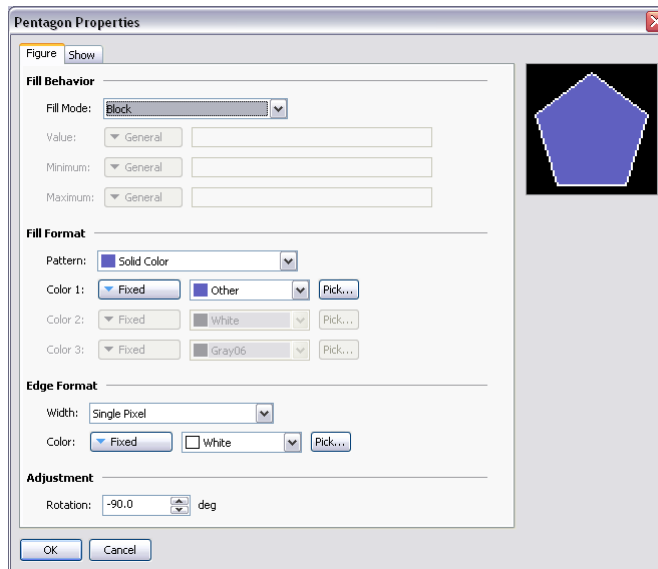 Pentagon Properties
Figure Show
Fill Behavior
Fill Mode: Block
Value: General
Minimum: General
Maximum: General
Fill Format
Pattern: Solid Color
Color 1: Fixed Other Pick...
Color 2: Fixed White Pick...
Color 3: Fixed Gray06 Pick...
Edge Format
Width: Single Pixel
Color: Fixed White Pick...
Adjustment
Rotation: -90.0 deg
OK Cancel